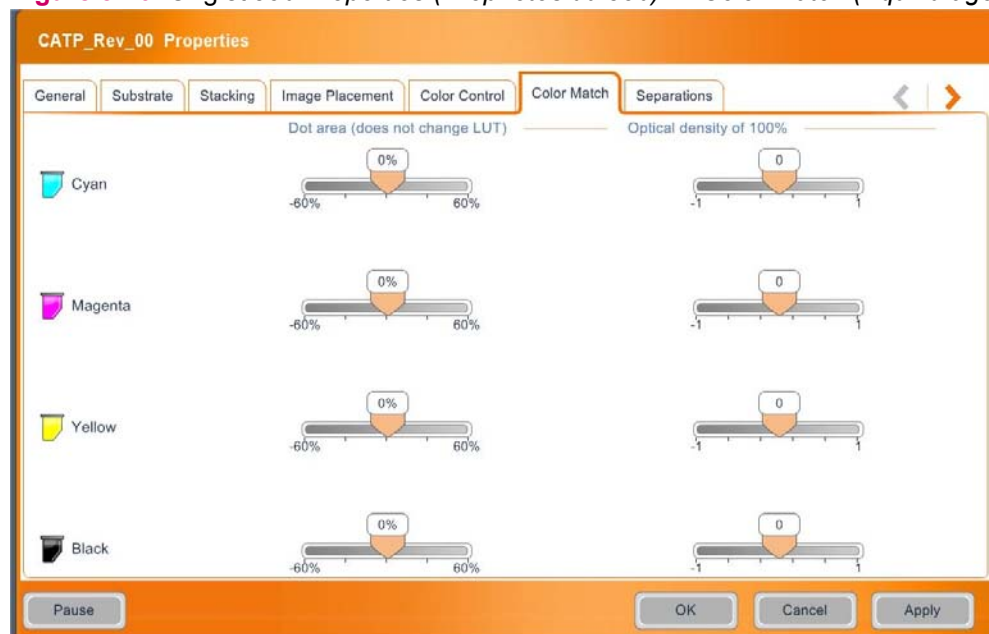 CATP_Rev_00 Properties
General Substrate Stacking Image Placement Color Control Color Match Separations
Dot area (does not change LUT) Optical density of 100%
0% 0
Cyan
-60% 60% -1 1
0% 0
Magenta
-60% 60% -1 1
0% 0
Yellow
-60% 60% -1 1
0% 0
Black
-60% 60% -1 1
Pause OK Cancel Apply